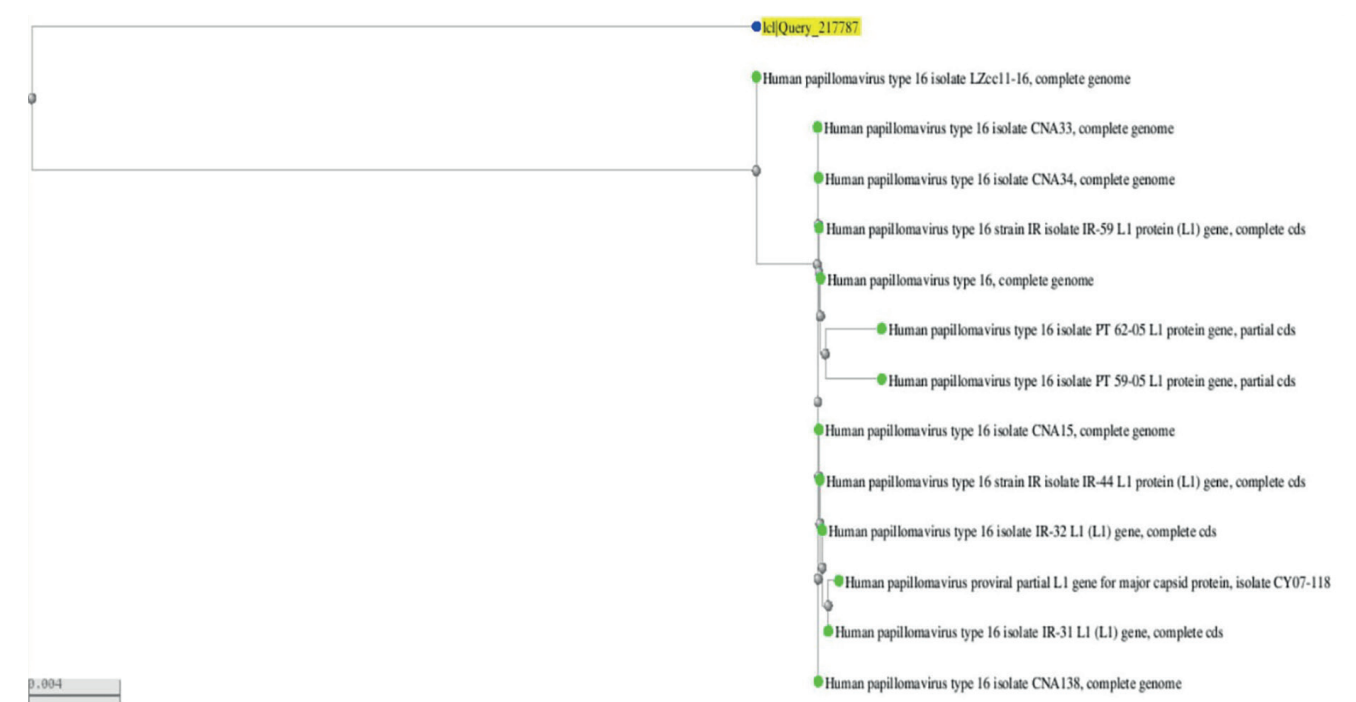 lcl|Query_217787
Human papillomavirus type 16 isolate LZcc11-16, complete genome
Human papillomavirus type 16 isolate CNA33, complete genome
Human papillomavirus type 16 isolate CNA34, complete genome
Human papillomavirus type 16 strain IR isolate IR-59 L1 protein (L1) gene, complete cds
Human papillomavirus type 16, complete genome
Human papillomavirus type 16 isolate PT 62-05 L1 protein gene, partial cds
Human papillomavirus type 16 isolate PT 59-05 L1 protein gene, partial cds
Human papillomavirus type 16 isolate CNA15, complete genome
Human papillomavirus type 16 strain IR isolate IR-44 L1 protein (L1) gene, complete cds
Human papillomavirus type 16 isolate IR-32 L1 (L1) gene, complete cds
Human papillomavirus proviral partial L1 gene for major capsid protein, isolate CY07-118
Human papillomavirus type 16 isolate IR-31 L1 (L1) gene, complete cds
Human papillomavirus type 16 isolate CNA138, complete genome
0.004